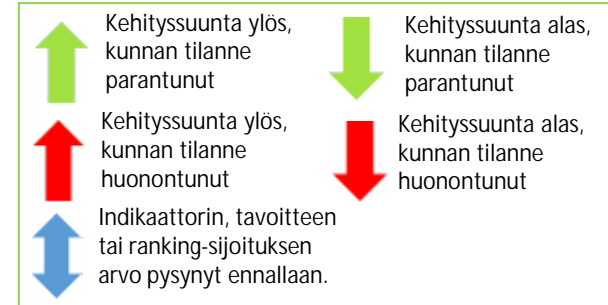 Kehityssuunta ylös,
kunnan tilanne
parantunut
Kehityssuunta alas,
kunnan tilanne
parantunut
Kehityssuunta ylös,
kunnan tilanne
huonontunut
Kehityssuunta alas,
kunnan tilanne
huonontunut
Indikaattorin, tavoitteen
tai ranking-sijoituksen
arvo pysynyt ennallaan.